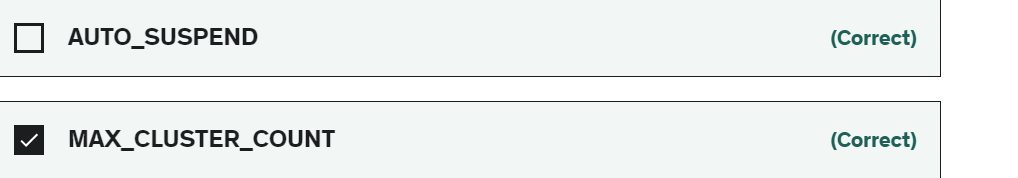 AUTO_SUSPEND (Correct)
MAX_CLUSTER_COUNT (Correct)